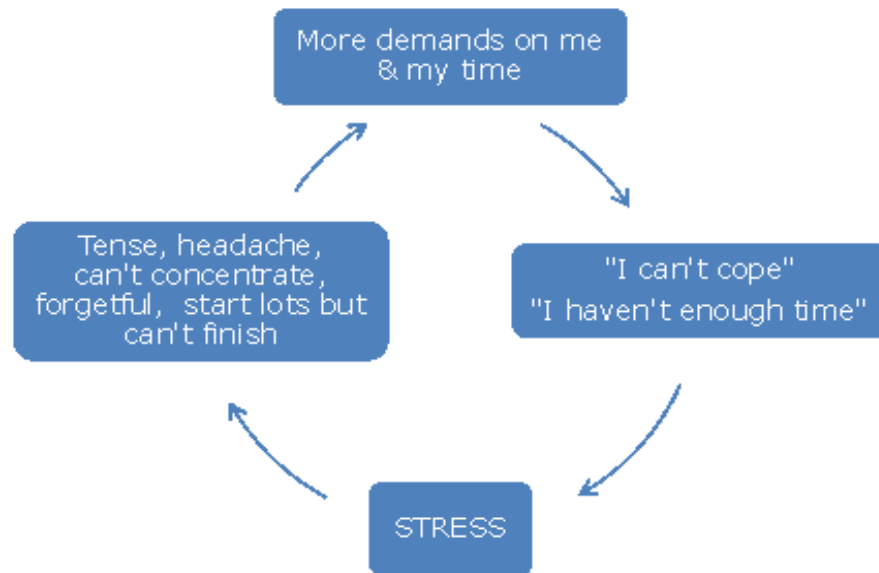 More demands on me
& my time
"I can't cope"
"I haven't enough time"
STRESS
Tense, headache,
can't concentrate,
forgetful, start lots but
can't finish